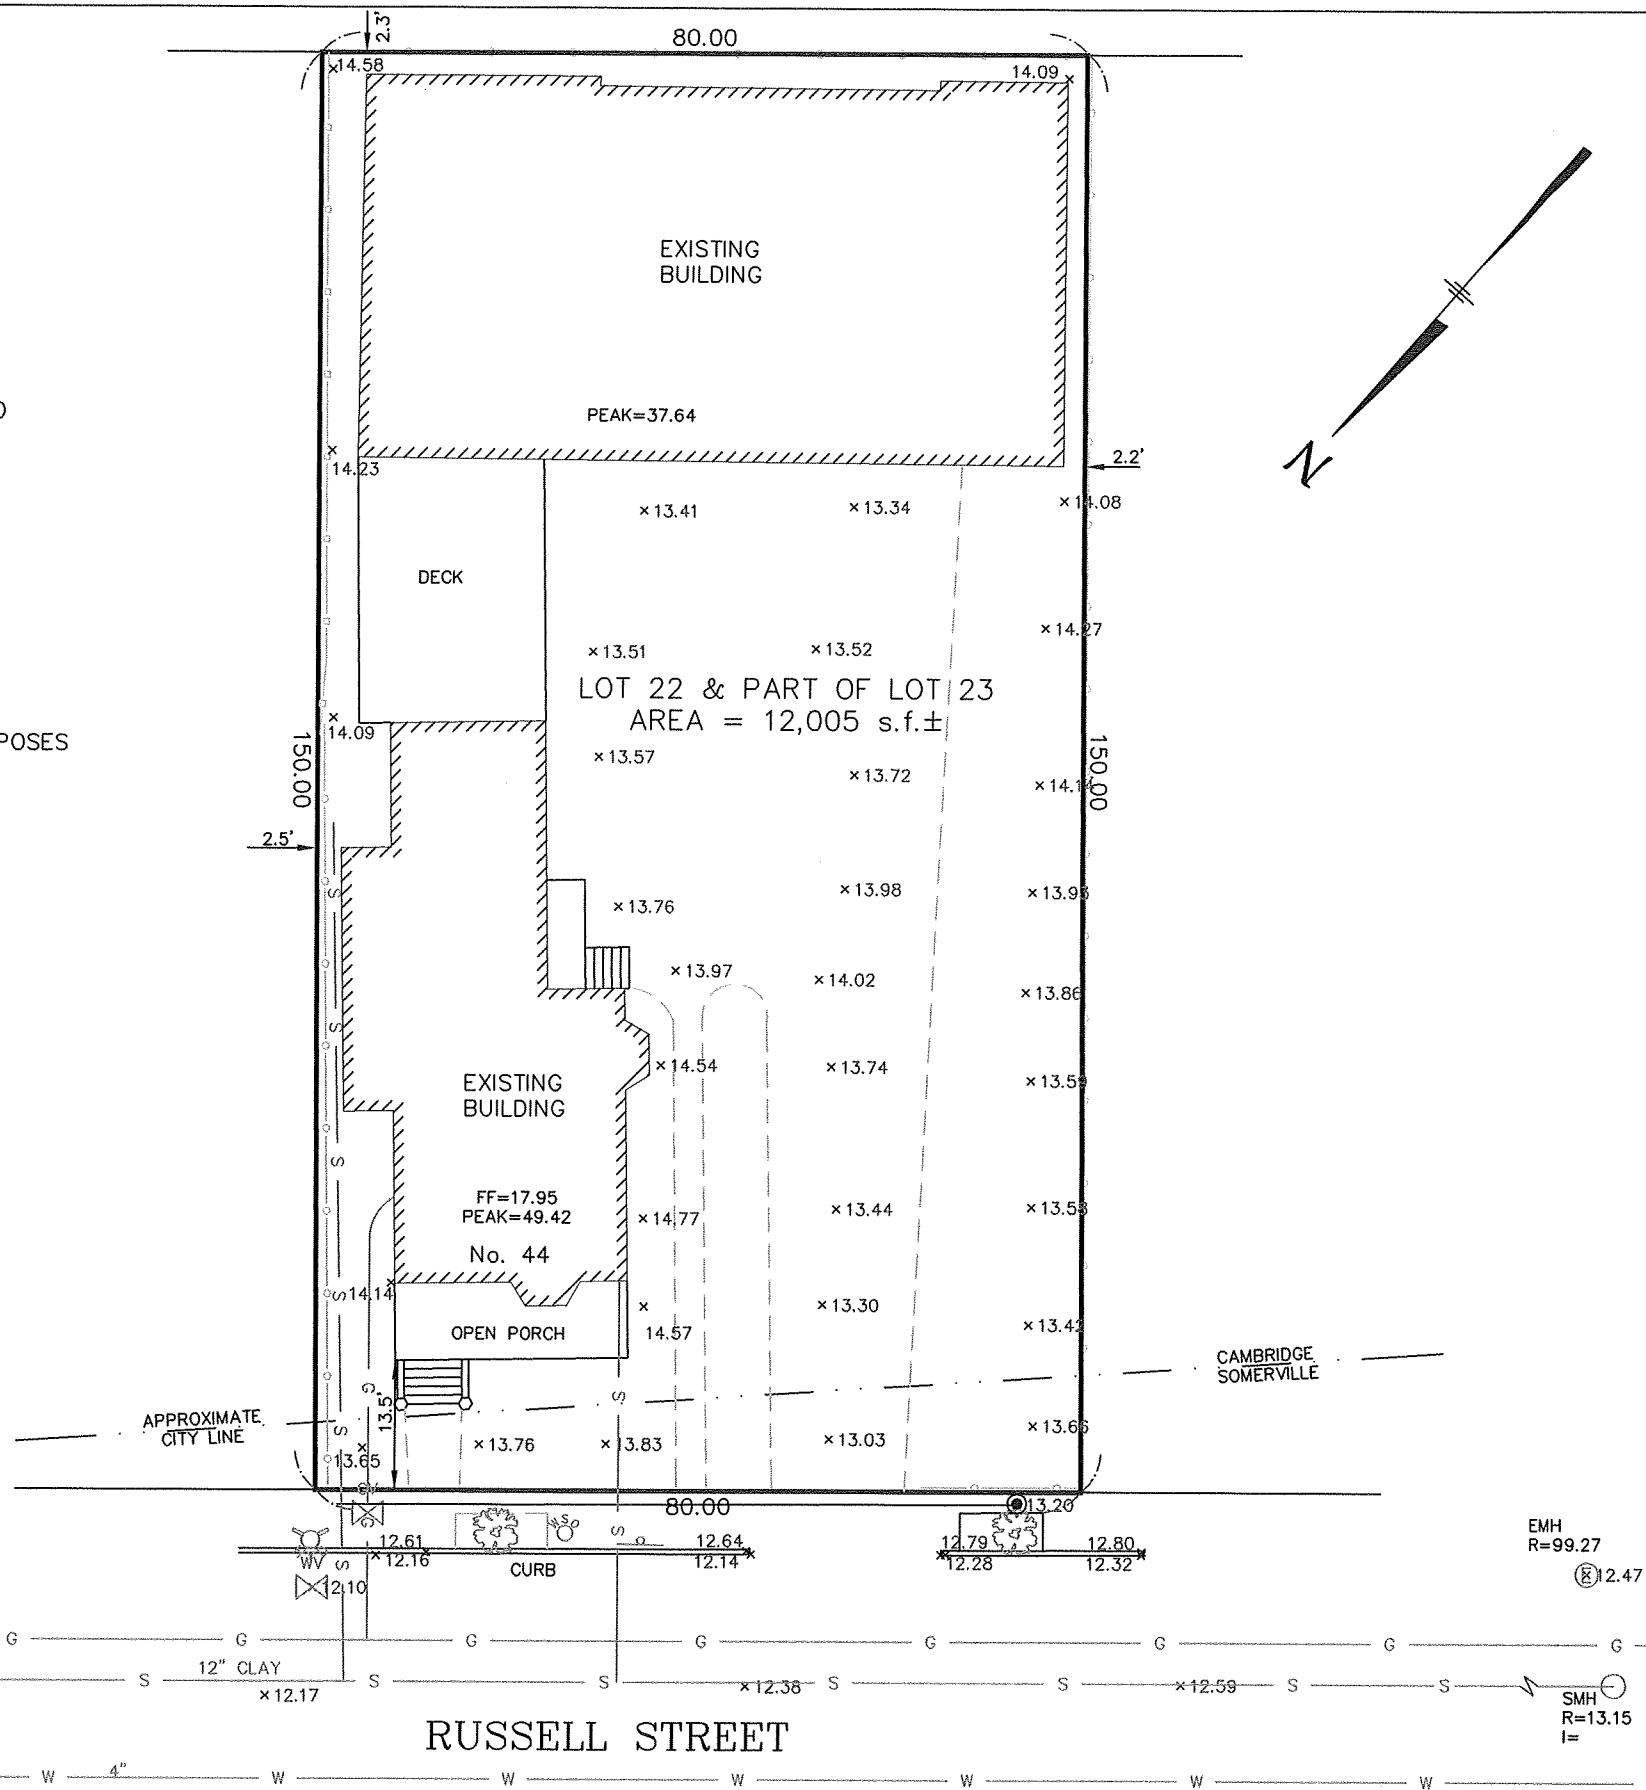 2.3'
80.00
14.58
14.09
EXISTING
BUILDING
PEAK=37.64
N
14.23
2.2'
13.41
13.34
14.08
DECK
14.27
13.51
13.52
LOT 22 & PART OF LOT 23
AREA = 12,005 s.f.±
14.09
POSES
150.00
150.00
13.57
13.72
2.5'
13.98
13.76
13.97
14.02
13.86
14.54
13.74
13.59
EXISTING
BUILDING
FF=17.95
PEAK=49.42
No. 44
14.77
13.44
14.14
13.30
OPEN PORCH
14.57
CAMBRIDGE
SOMERVILLE
APPROXIMATE
CITY LINE
13.5'
13.76
13.83
13.03
13.66
13.65
80.00
13.20
12.61
12.16
12.64
12.14
12.79
12.28
12.80
12.32
CURB
WV
12.10
EMH
R=99.27
12.47
G G G G G G G G
12" CLAY
S S S S S S S
12.17
12.38
12.59
SMH
R=13.15
I=
RUSSELL STREET
4"
W W W W W W W